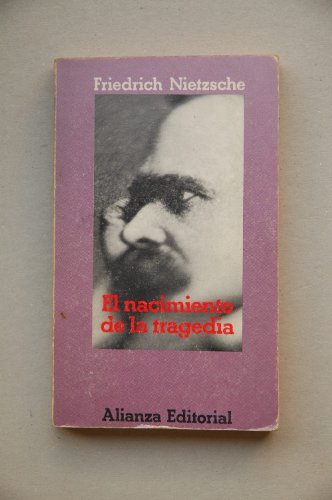 Friedrich Nietzsche
El nacimiento
de la tragedia
Alianza Editorial